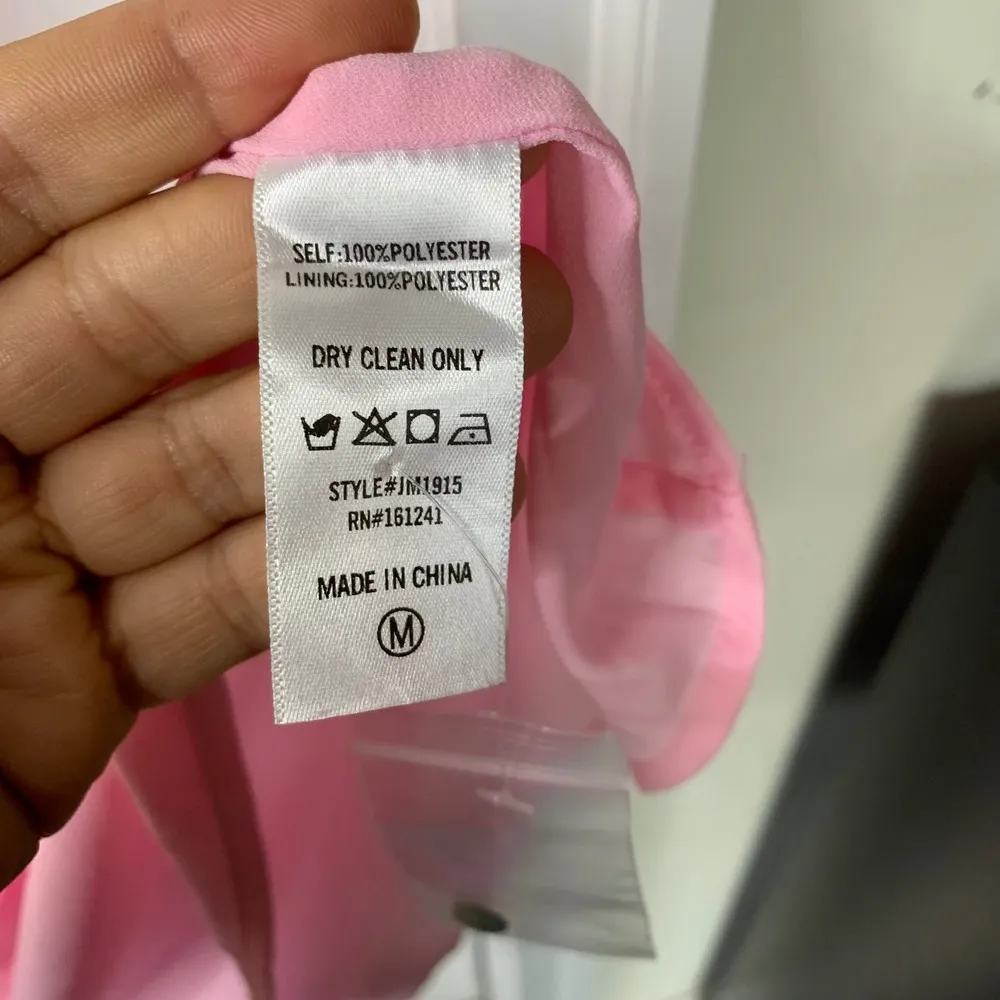 SELF:100%POLYESTER
LINING:100%POLYESTER
DRY CLEAN ONLY
STYLE#JM1915
RN#161241
MADE IN CHINA
M